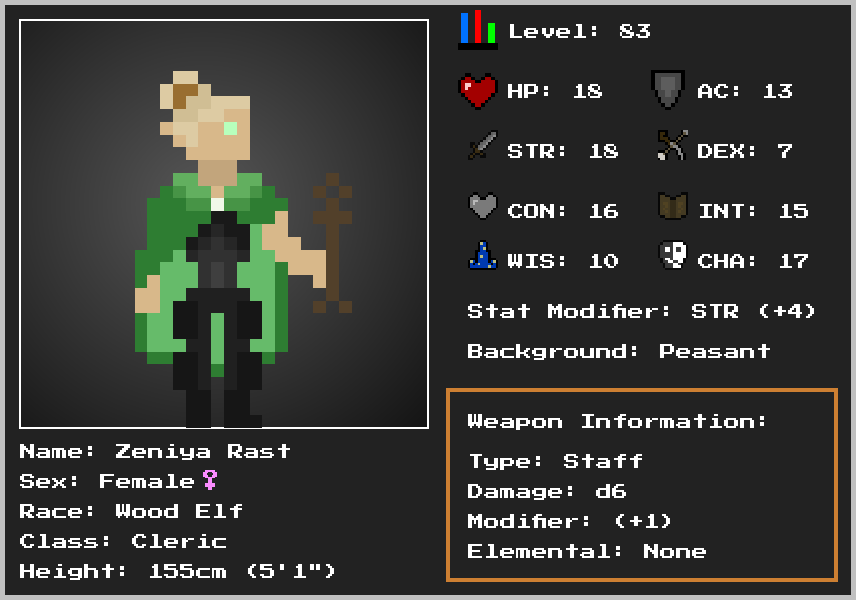 Level: 83
HP: 18 AC: 13
STR: 18 DEX: 7
CON: 16 INT: 15
WIS: 10 CHA: 17
Stat Modifier: STR (+4)
Background: Peasant
Weapon Information:
Type: Staff
Damage: d6
Modifier: (+1)
Elemental: None
Name: Zeniya Rast
Sex: Female♀
Race: Wood Elf
Class: Cleric
Height: 155cm (5'1")